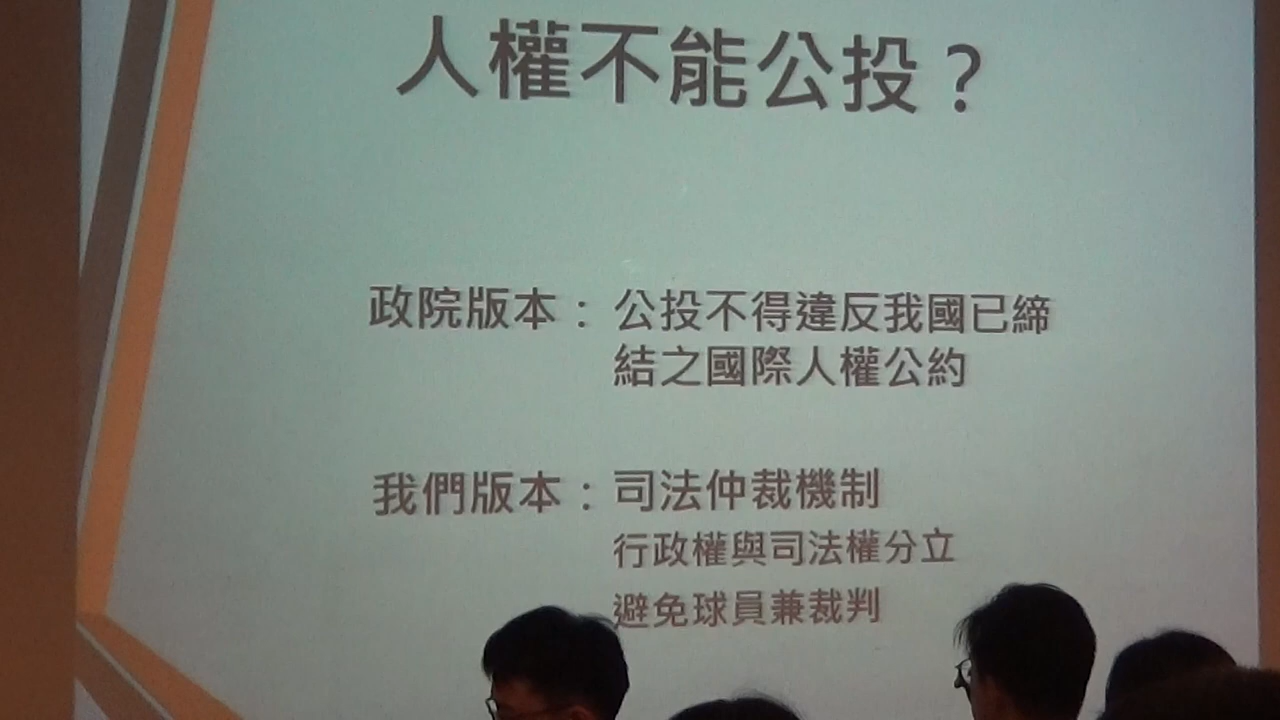 人權不能公投？
政院版本：公投不得違反我國已締
結之國際人權公約
我們版本：司法仲裁機制
行政權與司法權分立
避免球員兼裁判